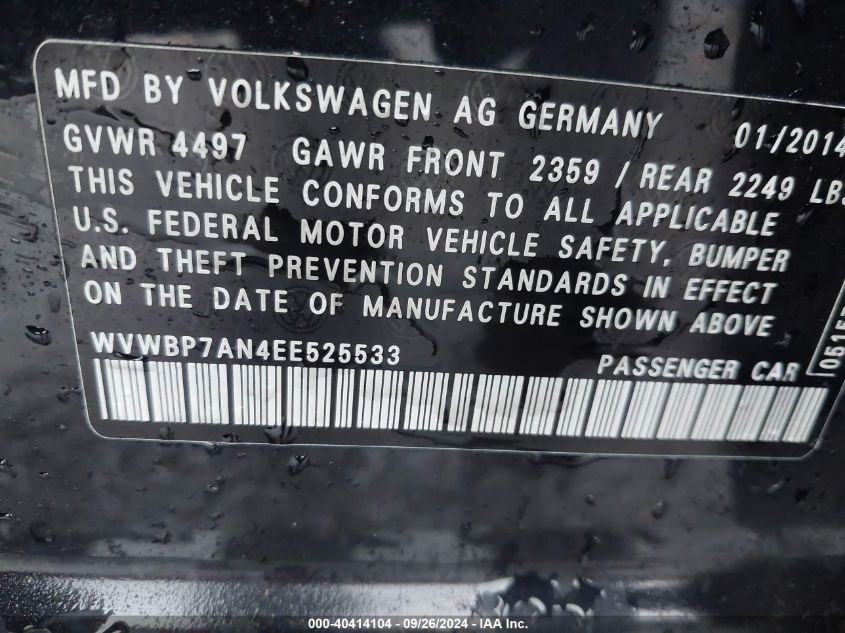 MFD BY VOLKSWAGEN AG GERMANY 01/2014
GVWR 4497 GAWR FRONT 2359 / REAR 2249 LBS
THIS VEHICLE CONFORMS TO ALL APPLICABLE
U.S. FEDERAL MOTOR VEHICLE SAFETY, BUMPER
AND THEFT PREVENTION STANDARDS IN EFFECT
ON THE DATE OF MANUFACTURE SHOWN ABOVE
WVWBP7AN4EE525533
PASSENGER CAR
000-40414104 - 09/26/2024 - IAA Inc.